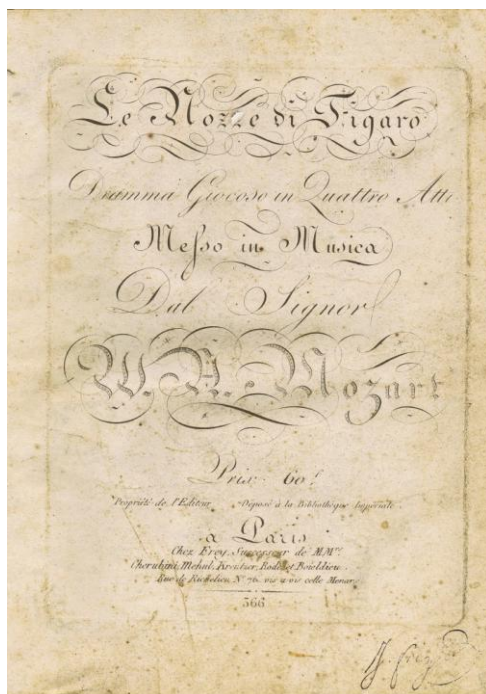 Le Nozze di Figaro
Dramma Giocoso in Quattro Atti
Messo in Musica
Dal Signor
W. A. Mozart
Prix 60f
Propriété de l'Editeur. Déposé à la Bibliothèque Impériale.
a Paris
Chez Frey, Successeur de MMrs.
Cherubini, Mehul, Kreutzer, Rode et Boieldieu
Rue de Richelieu, No 76, vis a vis celle Menars
566